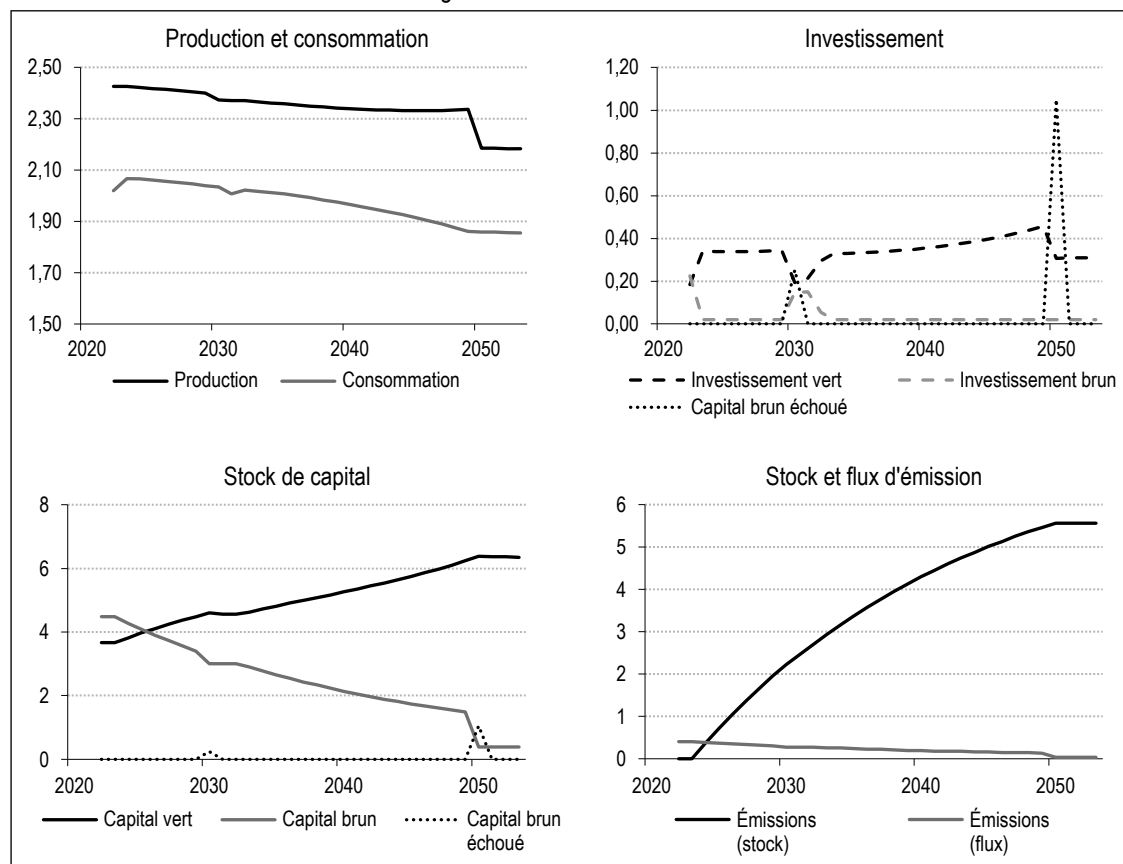 Production et consommation
2,50
2,30
2,10
1,90
1,70
1,50
2020 2030 2040 2050
Production Consommation
Investissement
1,20
1,00
0,80
0,60
0,40
0,20
0,00
2020 2030 2040 2050
Investissement vert Investissement brun
Capital brun échoué
Stock de capital
8
6
4
2
0
2020 2030 2040 2050
Capital vert Capital brun Capital brun
échoué
Stock et flux d'émission
6
5
4
3
2
1
0
2020 2030 2040 2050
Émissions Émissions
(stock) (flux)